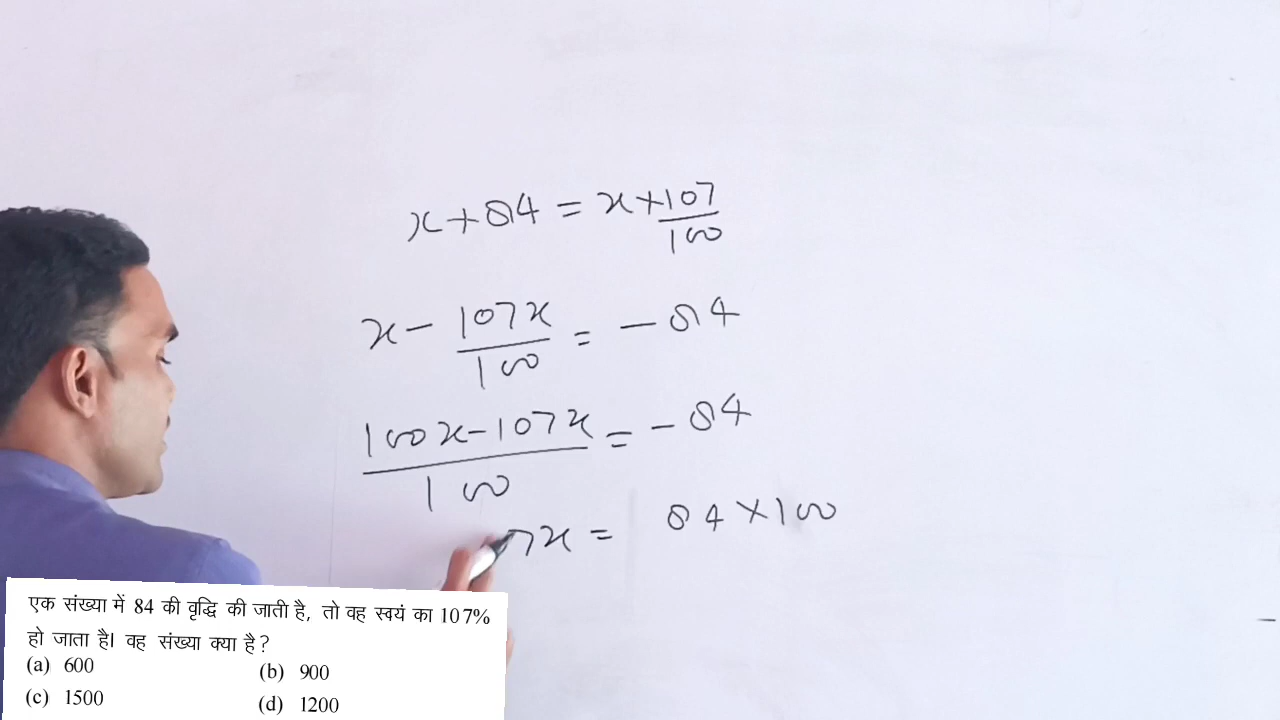 x + 84 = x × 107/100
x - 107x/100 = - 84
100x - 107x/100 = - 84
7x = 84 × 100
एक संख्या में 84 की वृद्धि की जाती है, तो वह स्वयं का 107%
हो जाता है। वह संख्या क्या है?
(a) 600 (b) 900
(c) 1500 (d) 1200